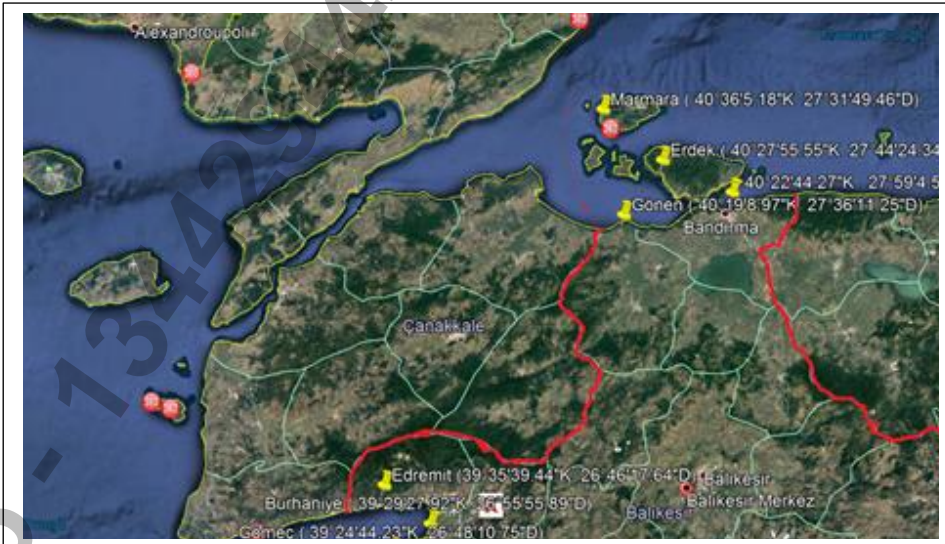 Alexandroupoli
Marmara ( 40°36'5.18"K 27°31'49.46"D)
Erdek ( 40°27'55.55"K 27°44'24.34
40°22'44.27"K 27°59'4.5
Gönen ( 40°19'8.97"K 27°36'11.25"D)
Bandırma
Çanakkale
Edremit (39°35'39.44"K 26°46'17.64"D)
Balıkesir
Burhaniye ( 39°29'27.92"K 26°55'55.89"D)
Balıkesir Merkez
Balıkesir
Gömeç ( 39°24'44.23"K 26°48'10.75"D)